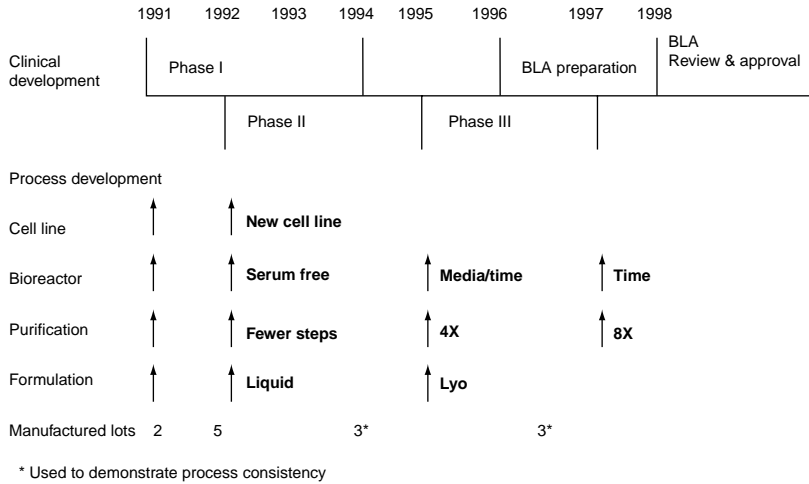 1991 1992 1993 1994 1995 1996 1997 1998
Clinical
development
Phase I
BLA preparation
BLA
Review & approval
Phase II
Phase III
Process development
Cell line
New cell line
Bioreactor
Serum free
Media/time
Time
Purification
Fewer steps
4X
8X
Formulation
Liquid
Lyo
Manufactured lots 2 5 3* 3*
* Used to demonstrate process consistency